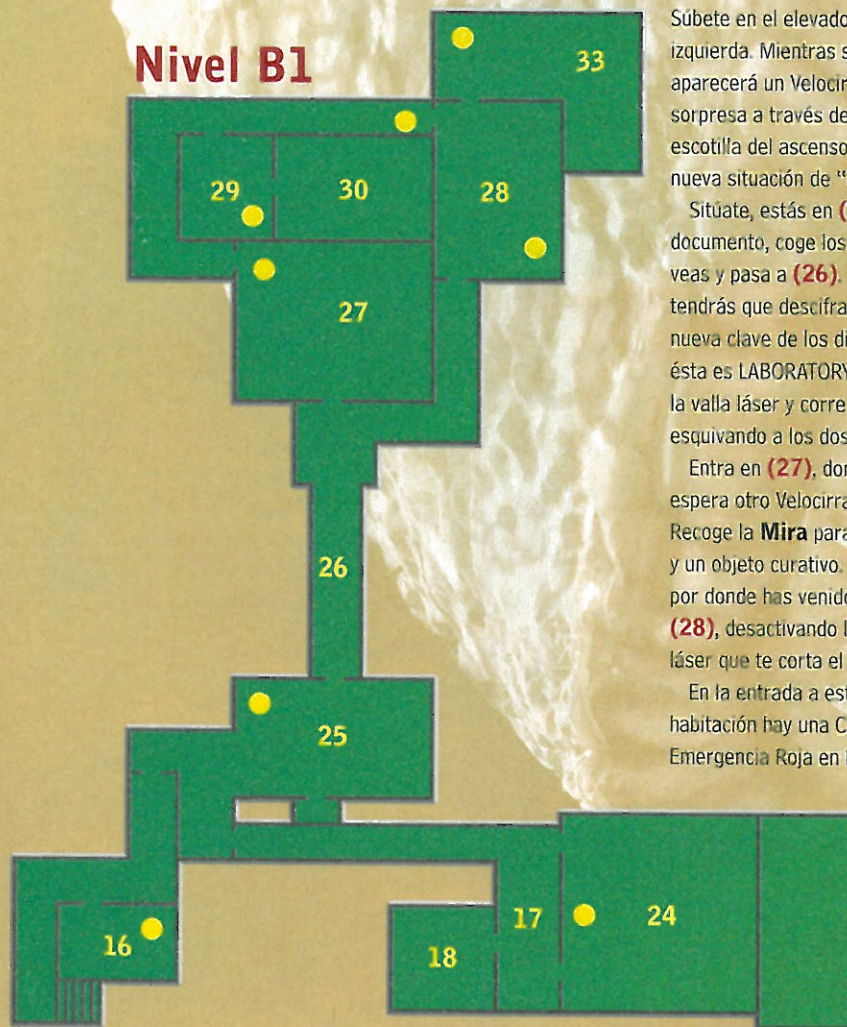 Nivel B1
33
29
30
28
27
26
25
16
18
17
24
Súbete en el elevado
izquierda. Mientras s
aparecerá un Velocir
sorpresa a través de
escotilla del ascenso
nueva situación de “
Sitúate, estás en (
documento, coge los
veas y pasa a (26).
tendrás que descifra
nueva clave de los di
ésta es LABORATORY
la valla láser y corre
esquivando a los dos
Entra en (27), don
espera otro Velocirra
Recoge la Mira para
y un objeto curativo.
por donde has venido
(28), desactivando l
láser que te corta el
En la entrada a est
habitación hay una C
Emergencia Roja en